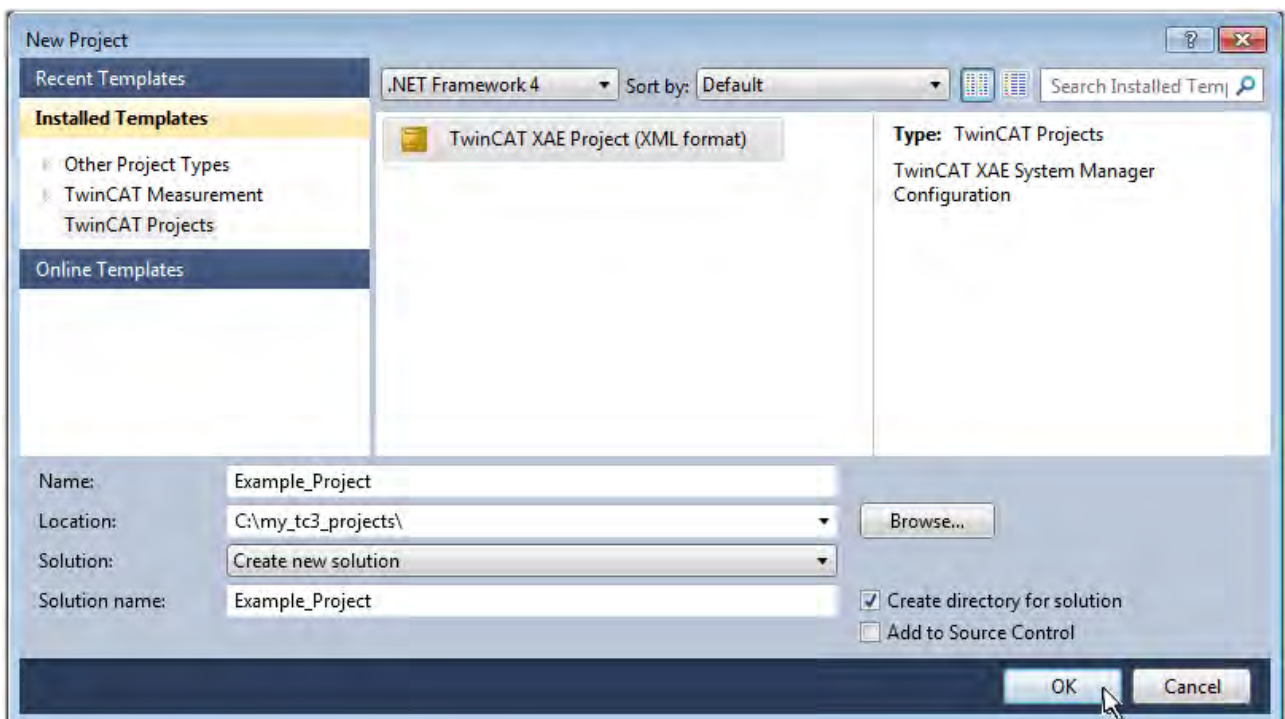 New Project
Recent Templates
.NET Framework 4
Sort by:
Default
Search Installed Temp
Installed Templates
Other Project Types
TwinCAT Measurement
TwinCAT Projects
Online Templates
TwinCAT XAE Project (XML format)
Type: TwinCAT Projects
TwinCAT XAE System Manager
Configuration
Name:
Example_Project
Location:
C:\my_tc3_projects\
Browse...
Solution:
Create new solution
Solution name:
Example_Project
Create directory for solution
Add to Source Control
OK
Cancel